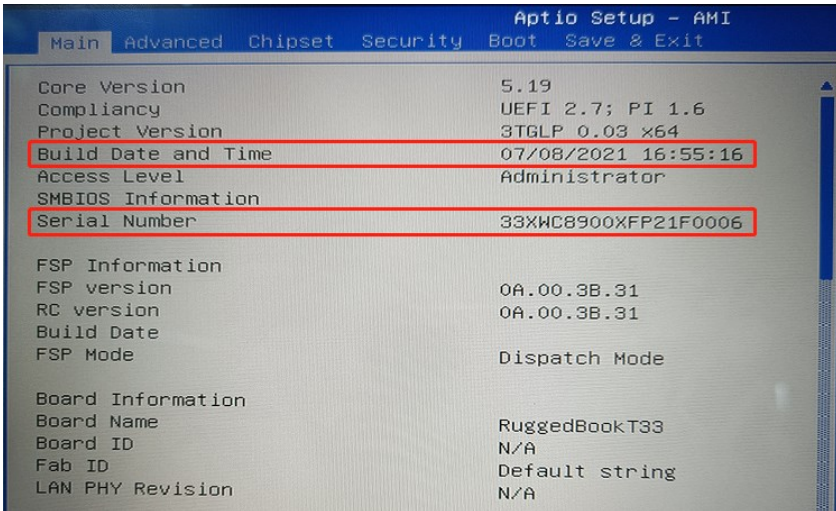 Aptio Setup - AMI
Main Advanced Chipset Security Boot Save & Exit
Core Version 5.19
Compliancy UEFI 2.7; PI 1.6
Project Version 3TGLP 0.03 x64
Build Date and Time 07/08/2021 16:55:16
Access Level Administrator
SMBIOS Information
Serial Number 33XWC8900XFP21F0006
FSP Information
FSP version 0A.00.3B.31
RC version 0A.00.3B.31
Build Date
FSP Mode Dispatch Mode
Board Information
Board Name RuggedBookT33
Board ID N/A
Fab ID Default string
LAN PHY Revision N/A